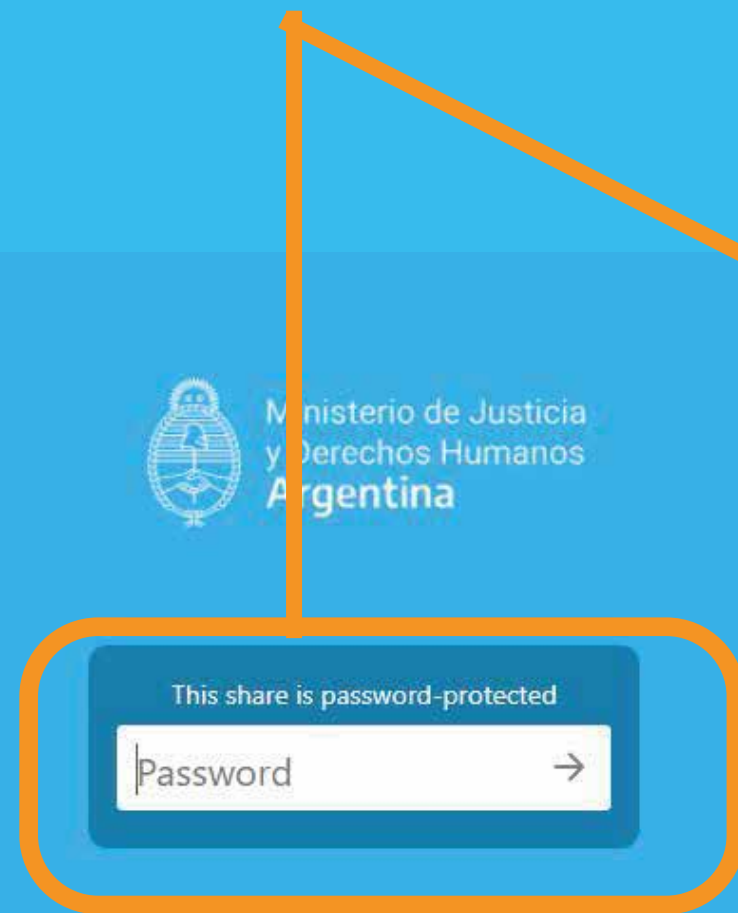 Ministerio de Justicia
y Derechos Humanos
Argentina
This share is password-protected
Password